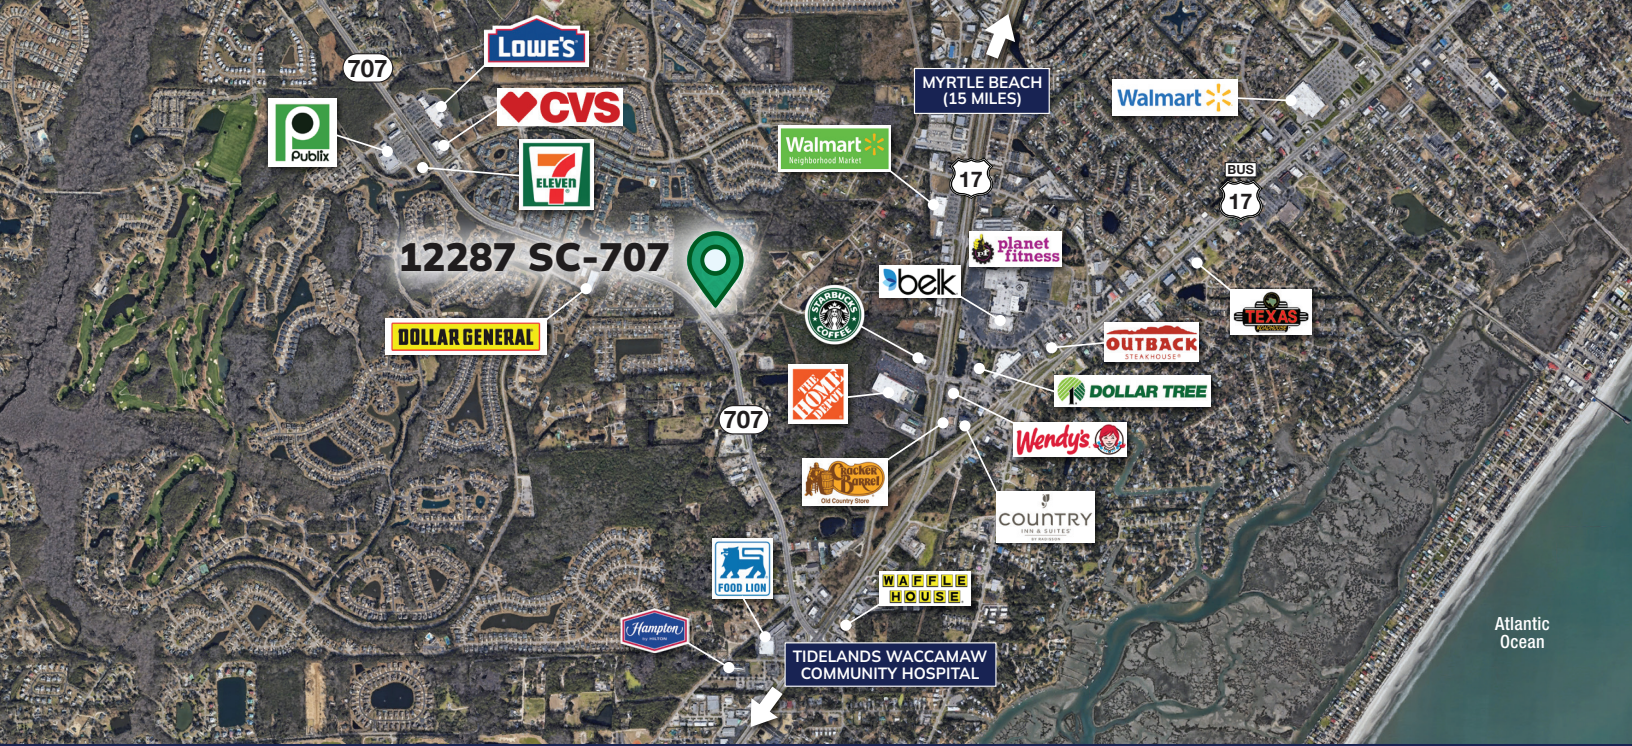 LOWE'S
707
MYRTLE BEACH
(15 MILES)
Walmart
CVS
Publix
Walmart
Neighborhood Market
7
ELEVEN
17
BUS
17
12287 SC-707
planet
fitness
belk
STARBUCKS
COFFEE
TEXAS
ROADHOUSE
DOLLAR GENERAL
OUTBACK
STEAKHOUSE®
THE
HOME
DEPOT
DOLLAR TREE
707
Wendy's
Cracker
Barrel
Old Country Store
COUNTRY
INN & SUITES
BY RADISSON
FOOD LION
WAFFLE
HOUSE
Hampton
by HILTON
Atlantic
Ocean
TIDELANDS WACCAMAW
COMMUNITY HOSPITAL